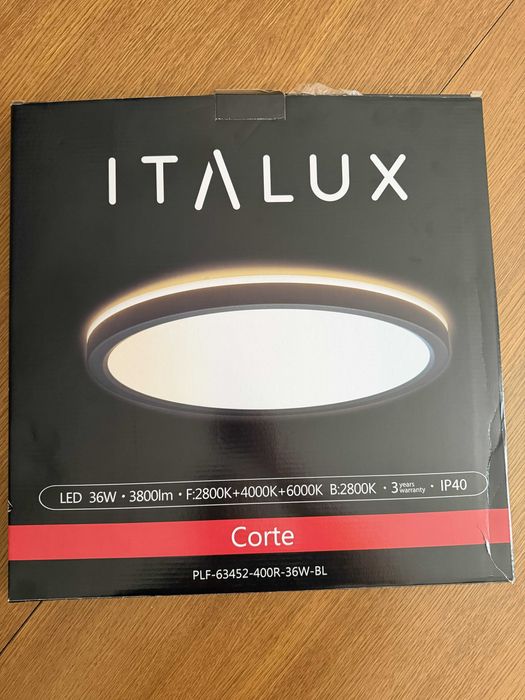 ITALUX
LED 36W • 3800lm • F:2800K+4000K+6000K B:2800K • 3 years warranty • IP40
Corte
PLF-63452-400R-36W-BL